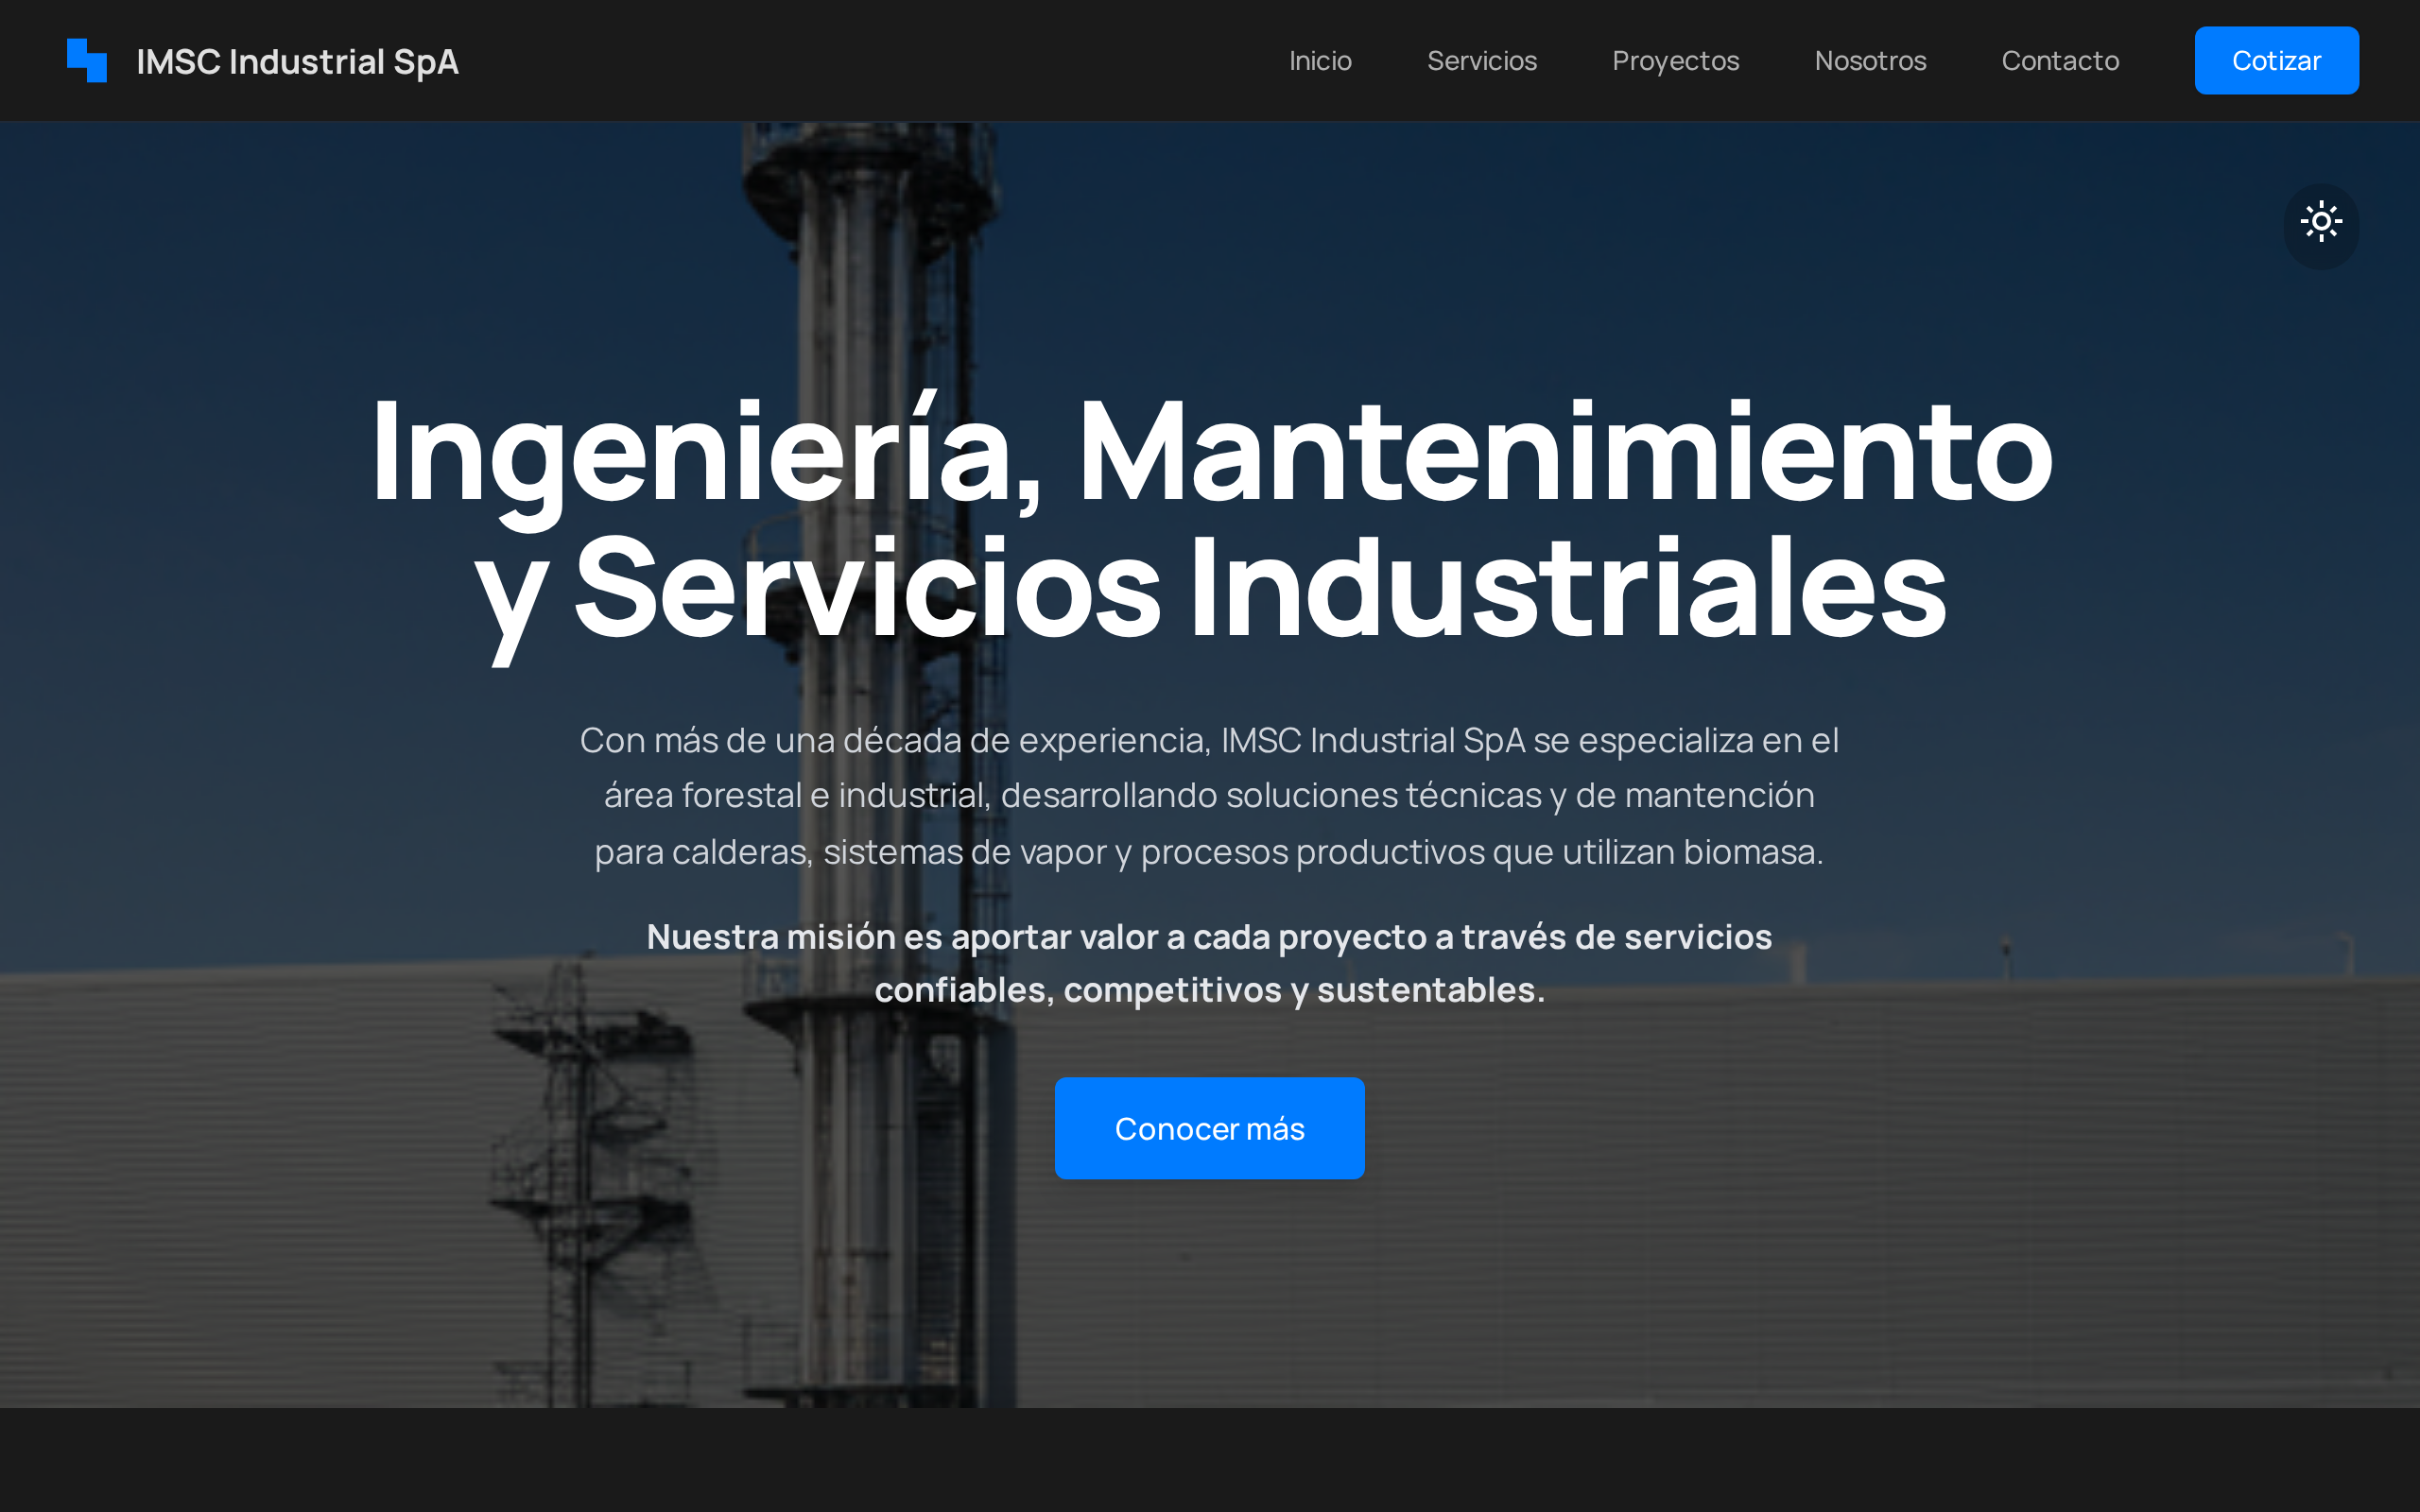 IMSC Industrial SpA
Inicio
Servicios
Proyectos
Nosotros
Contacto
Cotizar
Ingeniería, Mantenimiento
y Servicios Industriales
Con más de una década de experiencia, IMSC Industrial SpA se especializa en el
área forestal e industrial, desarrollando soluciones técnicas y de mantención
para calderas, sistemas de vapor y procesos productivos que utilizan biomasa.
Nuestra misión es aportar valor a cada proyecto a través de servicios
confiables, competitivos y sustentables.
Conocer más